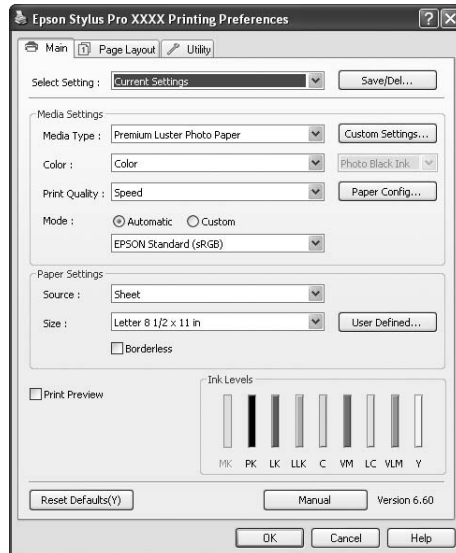 Epson Stylus Pro XXXX Printing Preferences
Main Page Layout Utility
Select Setting : Current Settings Save/Del...
Media Settings
Media Type : Premium Luster Photo Paper Custom Settings...
Color : Color Photo Black Ink
Print Quality : Speed Paper Config...
Mode : Automatic Custom
EPSON Standard (sRGB)
Paper Settings
Source : Sheet
Size : Letter 8 1/2 x 11 in User Defined...
Borderless
Print Preview
Ink Levels
MK PK LK LLK C VM LC VLM Y
Reset Defaults(Y) Manual Version 6.60
OK Cancel Help